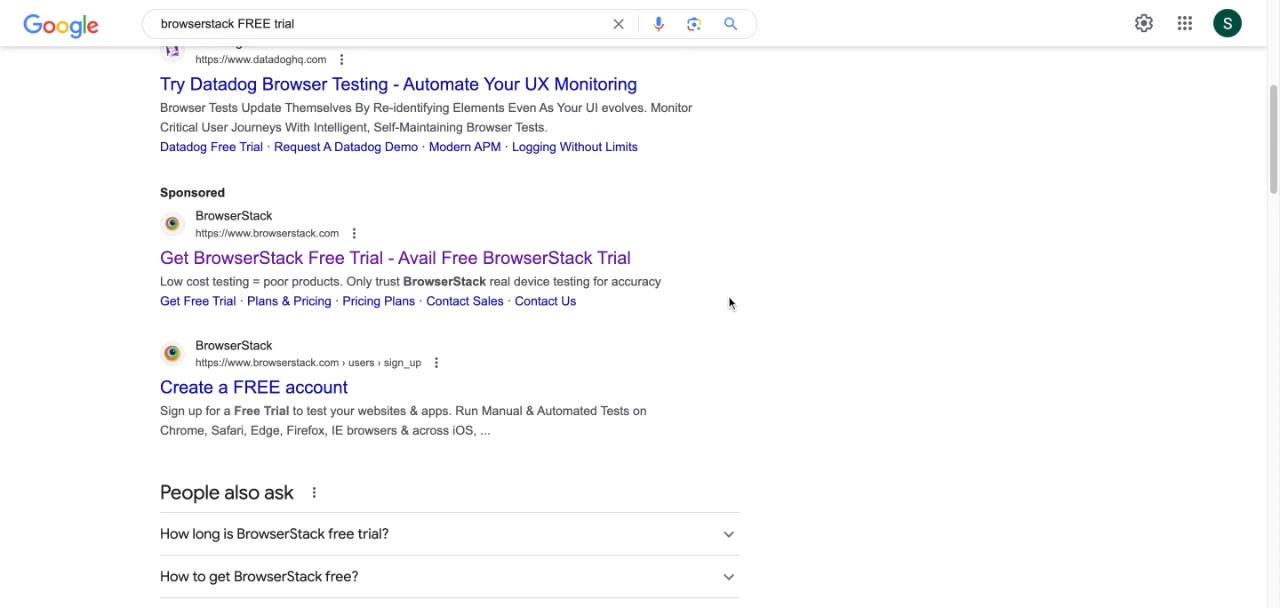 Google
browserstack FREE trial
S
https://www.datadoghq.com
Try Datadog Browser Testing - Automate Your UX Monitoring
Browser Tests Update Themselves By Re-identifying Elements Even As Your UI evolves. Monitor
Critical User Journeys With Intelligent, Self-Maintaining Browser Tests.
Datadog Free Trial · Request A Datadog Demo · Modern APM · Logging Without Limits
Sponsored
BrowserStack
https://www.browserstack.com
Get BrowserStack Free Trial - Avail Free BrowserStack Trial
Low cost testing = poor products. Only trust BrowserStack real device testing for accuracy
Get Free Trial · Plans & Pricing · Pricing Plans · Contact Sales · Contact Us
BrowserStack
https://www.browserstack.com › users › sign_up
Create a FREE account
Sign up for a Free Trial to test your websites & apps. Run Manual & Automated Tests on
Chrome, Safari, Edge, Firefox, IE browsers & across iOS, ...
People also ask
How long is BrowserStack free trial?
How to get BrowserStack free?